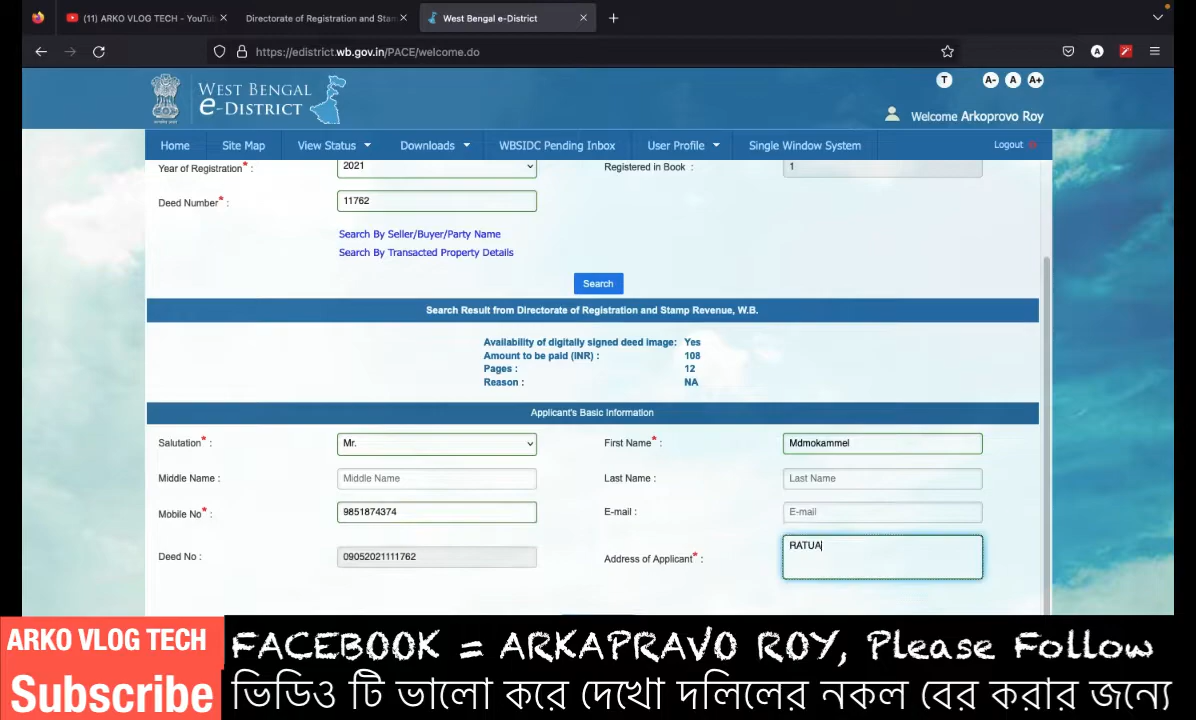 (11) ARKO VLOG TECH - YouTu
Directorate of Registration and Stan
West Bengal e-District
https://edistrict.wb.gov.in/PACE/welcome.do
A
WEST BENGAL
e-DISTRICT
T A- A A+
Welcome Arkoprovo Roy
Home Site Map View Status Downloads WBSIDC Pending Inbox User Profile Single Window System Logout
Year of Registration* : 2021 Registered in Book : 1
Deed Number* : 11762
Search By Seller/Buyer/Party Name
Search By Transacted Property Details
Search
Search Result from Directorate of Registration and Stamp Revenue, W.B.
Availability of digitally signed deed image: Yes
Amount to be paid (INR) : 108
Pages : 12
Reason : NA
Applicant's Basic Information
Salutation* : Mr. First Name* : Mdmokammel
Middle Name : Middle Name Last Name : Last Name
Mobile No* : 9851874374 E-mail : E-mail
Deed No : 09052021111762 Address of Applicant* : RATUA
ARKO VLOG TECH
Subscribe
FACEBOOK = ARKAPRAVO ROY, Please Follow
ভিডিও টি ভালো করে দেখো দলিলের নকল বের করার জন্যে